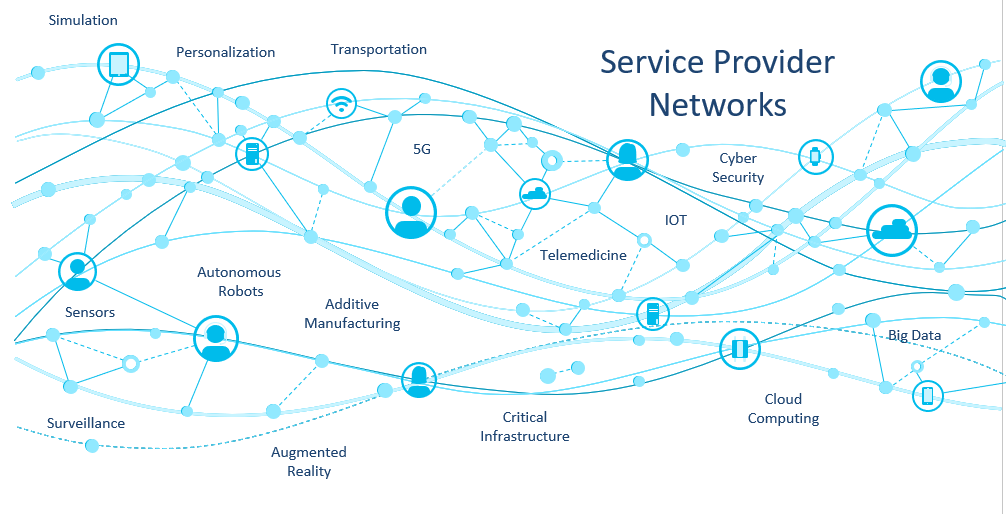 Simulation
Personalization
Transportation
Service Provider
Networks
5G
Cyber
Security
IOT
Telemedicine
Autonomous
Robots
Additive
Manufacturing
Sensors
Big Data
Surveillance
Critical
Infrastructure
Cloud
Computing
Augmented
Reality